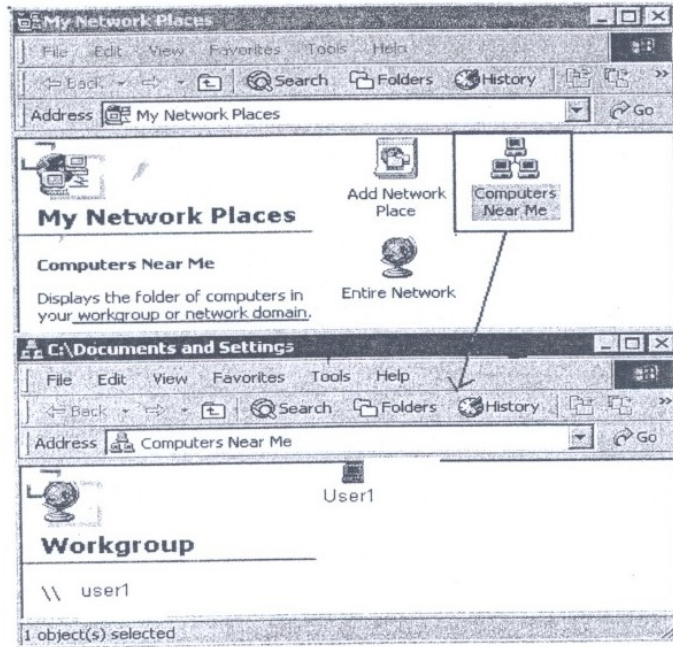 My Network Places
File Edit View Favorites Tools Help
Back Search Folders History »
Address My Network Places Go
My Network Places
Computers Near Me
Displays the folder of computers in
your workgroup or network domain.
Add Network
Place
Computers
Near Me
Entire Network
C:\Documents and Settings
File Edit View Favorites Tools Help
Back Search Folders History »
Address Computers Near Me Go
User1
Workgroup
\\ user1
1 object(s) selected